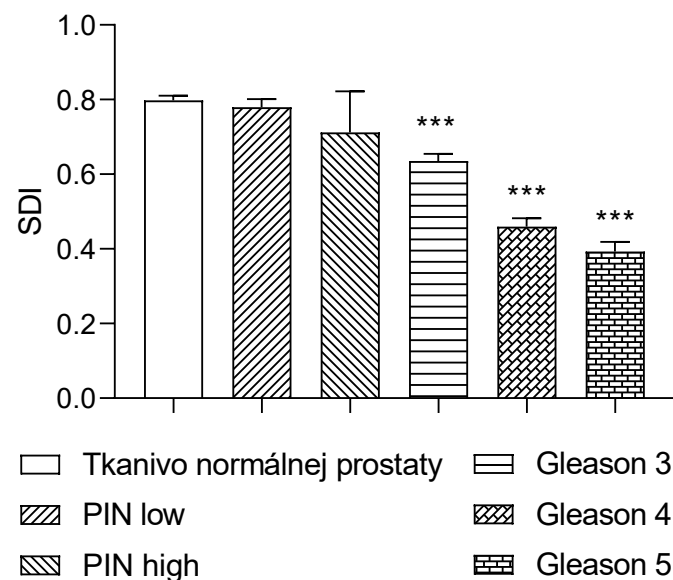 1.0
0.8
0.6
0.4
0.2
0.0
SDI
***
***
***
Tkanivo normálnej prostaty
PIN low
PIN high
Gleason 3
Gleason 4
Gleason 5